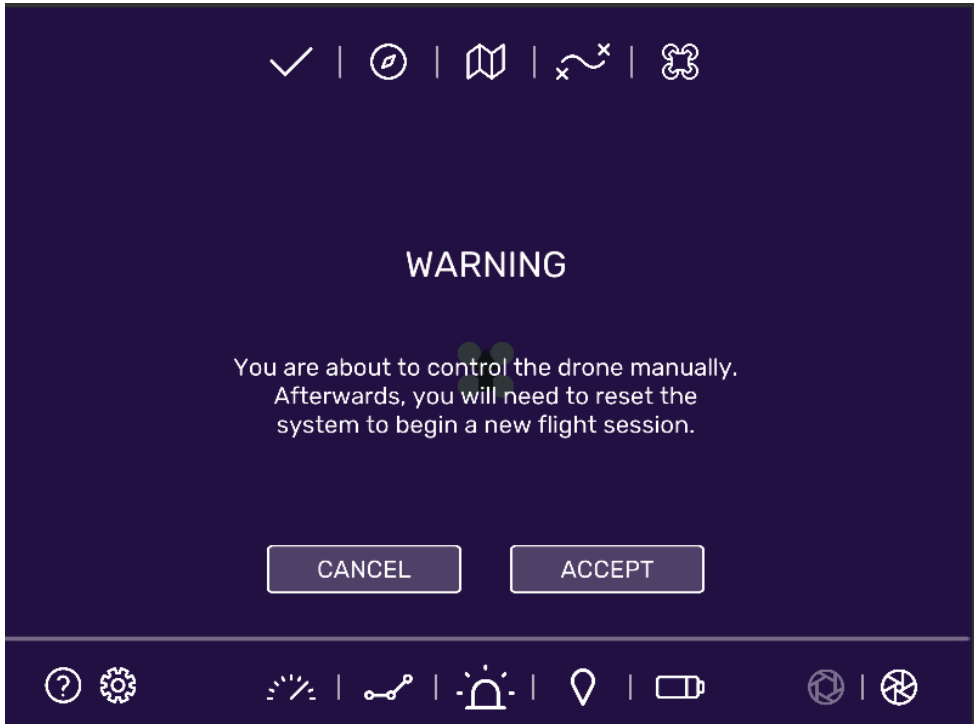 WARNING
You are about to control the drone manually.
Afterwards, you will need to reset the
system to begin a new flight session.
CANCEL ACCEPT